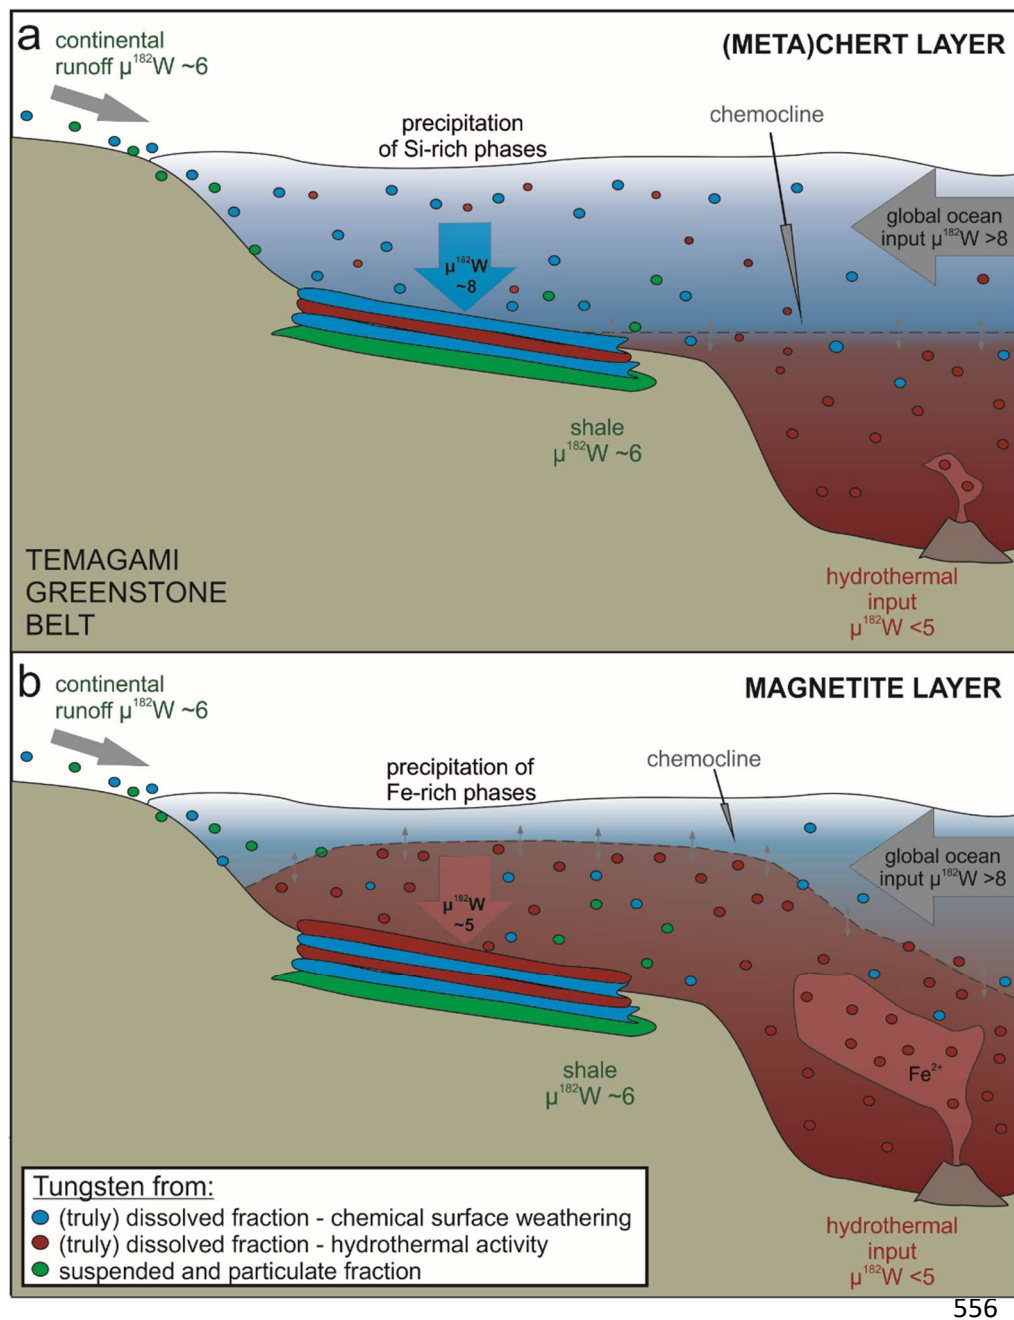 a
continental
runoff µ¹⁸²W ~6
(META)CHERT LAYER
precipitation
of Si-rich phases
chemocline
global ocean
input µ¹⁸²W >8
µ¹⁸²W
~8
shale
µ¹⁸²W ~6
TEMAGAMI
GREENSTONE
BELT
hydrothermal
input
µ¹⁸²W <5
b
continental
runoff µ¹⁸²W ~6
MAGNETITE LAYER
precipitation of
Fe-rich phases
chemocline
global ocean
input µ¹⁸²W >8
µ¹⁸²W
~5
Fe²⁺
shale
µ¹⁸²W ~6
Tungsten from:
(truly) dissolved fraction - chemical surface weathering
(truly) dissolved fraction - hydrothermal activity
suspended and particulate fraction
hydrothermal
input
µ¹⁸²W <5
556